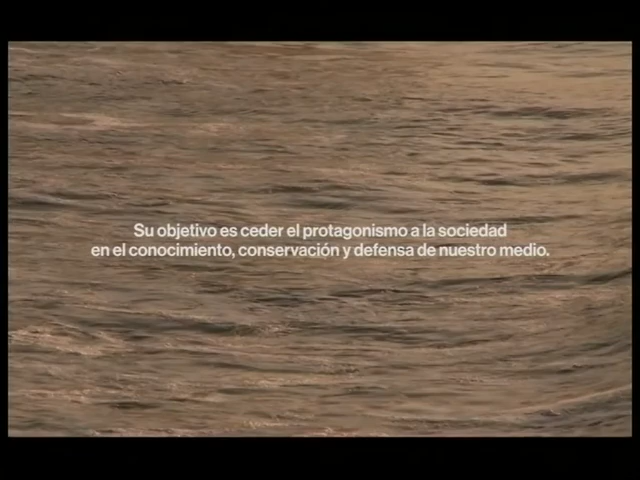 Su objetivo es ceder el protagonismo a la sociedad
en el conocimiento, conservación y defensa de nuestro medio.